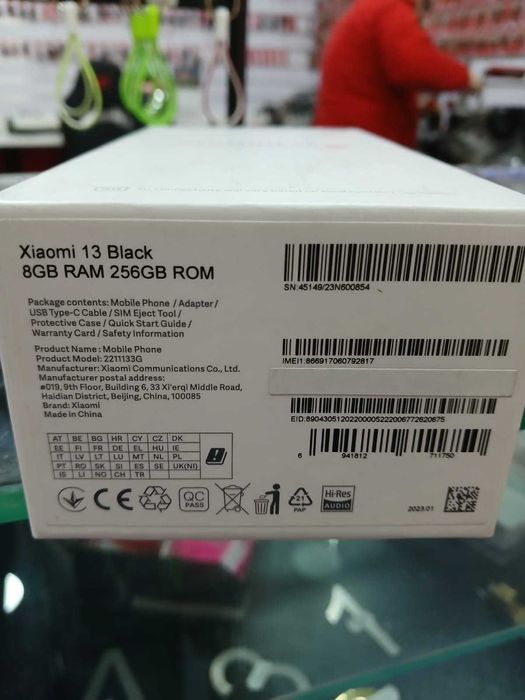 Xiaomi 13 Black
8GB RAM 256GB ROM
Package contents: Mobile Phone / Adapter /
USB Type-C Cable / SIM Eject Tool /
Protective Case / Quick Start Guide /
Warranty Card / Safety Information
Product Name : Mobile Phone
Product Model: 2211133G
Manufacturer: Xiaomi Communications Co., Ltd.
Manufacturer postal address:
#019, 9th Floor, Building 6, 33 Xi'erqi Middle Road,
Haidian District, Beijing, China, 100085
Brand: Xiaomi
Made in China
SN:45149/23N600854
IMEI1:866917060792817
EID:89043051202200005222006772620675
6 941812 711750
AT BE BG HR CY CZ DK
EE FI FR DE EL HU IE
IT LV LT LU MT NL PL
PT RO SK SI ES SE UK(NI)
IS LI NO CH TR
CE
QC
PASS
21
PAP
Hi-Res
AUDIO
2023.01